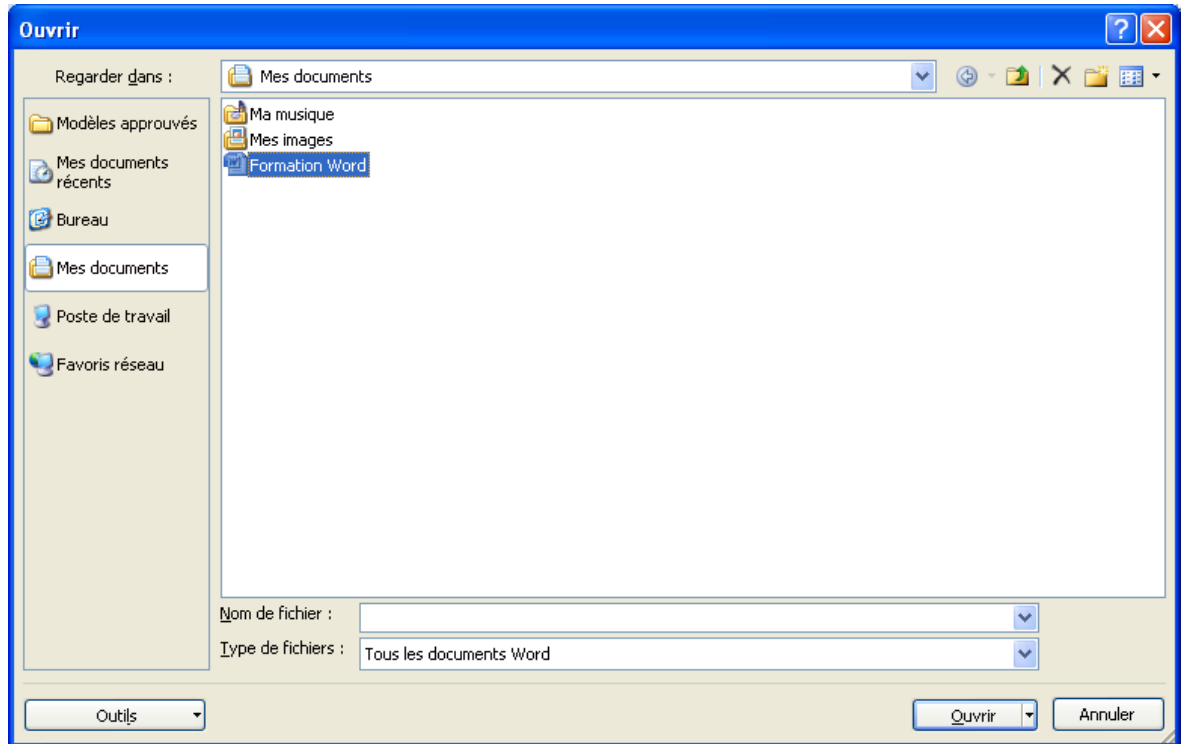 Ouvrir
Regarder dans :
Mes documents
Modèles approuvés
Mes documents
récents
Bureau
Mes documents
Poste de travail
Favoris réseau
Ma musique
Mes images
Formation Word
Nom de fichier :
Type de fichiers :
Tous les documents Word
Outils
Ouvrir
Annuler